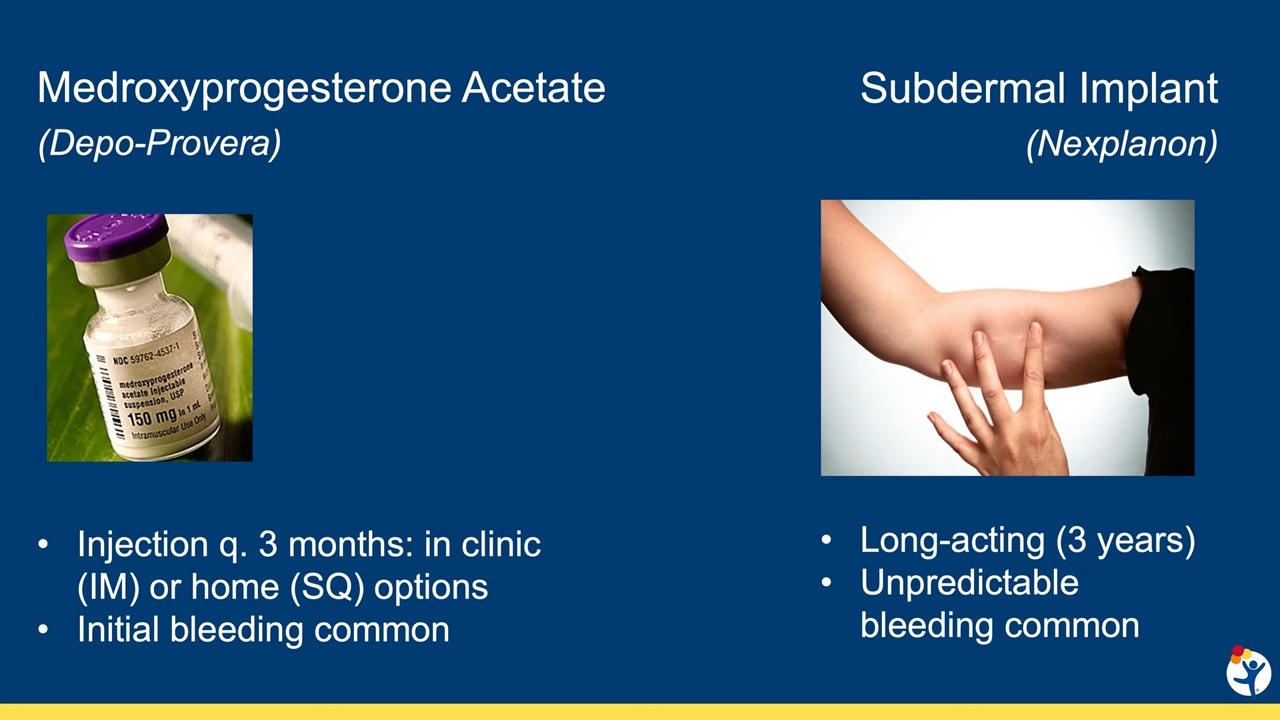 Medroxyprogesterone Acetate
(Depo-Provera)
Subdermal Implant
(Nexplanon)
NDC 59762-4537-1
medroxyprogesterone
acetate injectable
suspension, USP
150 mg in 1 mL
Intramuscular Use Only
• Injection q. 3 months: in clinic
(IM) or home (SQ) options
• Initial bleeding common
• Long-acting (3 years)
• Unpredictable
bleeding common